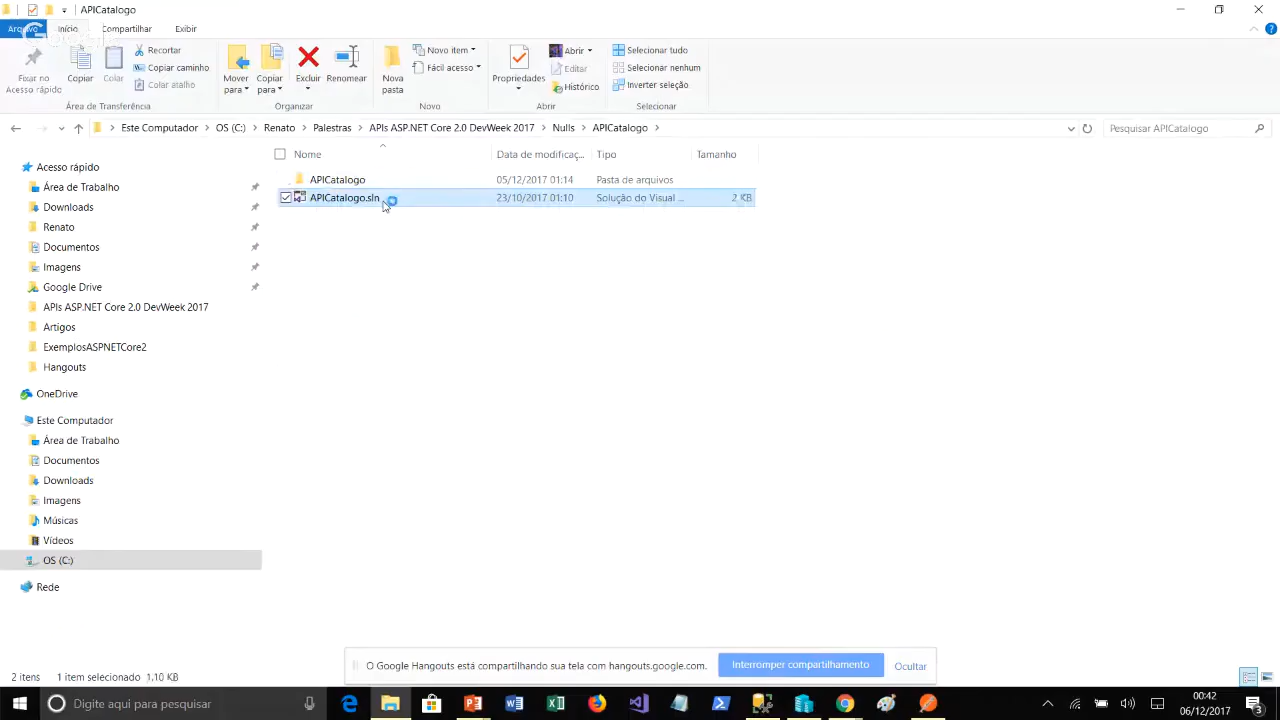 APICatalogo
Arquivo Início Compartilhar Exibir
Fixar no Acesso rápido
Copiar
Colar
Recortar
Copiar caminho
Colar atalho
Mover para
Copiar para
Excluir
Renomear
Nova pasta
Novo item
Fácil acesso
Propriedades
Abrir
Editar
Histórico
Selecionar tudo
Selecionar nenhum
Inverter seleção
Área de Transferência Organizar Novo Abrir Selecionar
Este Computador OS (C:) Renato Palestras APIs ASP.NET Core 2.0 DevWeek 2017 Nulls APICatalogo
Pesquisar APICatalogo
Nome Data de modificaç... Tipo Tamanho
APICatalogo 05/12/2017 01:14 Pasta de arquivos
APICatalogo.sln 23/10/2017 01:10 Solução do Visual ... 2 KB
Acesso rápido
Área de Trabalho
Downloads
Renato
Documentos
Imagens
Google Drive
APIs ASP.NET Core 2.0 DevWeek 2017
Artigos
ExemplosASPNETCore2
Hangouts
OneDrive
Este Computador
Área de Trabalho
Documentos
Downloads
Imagens
Músicas
Vídeos
OS (C:)
Rede
O Google Hangouts está compartilhando sua tela com hangouts.google.com. Interromper compartilhamento Ocultar
2 itens 1 item selecionado 1,10 KB
Digite aqui para pesquisar
00:42
06/12/2017
3